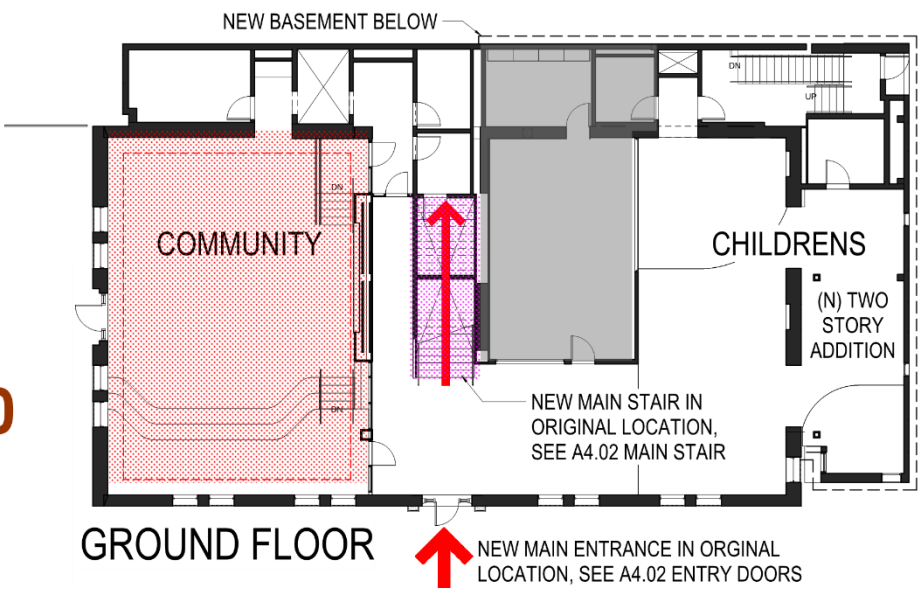 NEW BASEMENT BELOW
DN
UP
DN
COMMUNITY
CHILDRENS
(N) TWO
STORY
ADDITION
DN
NEW MAIN STAIR IN
ORIGINAL LOCATION,
SEE A4.02 MAIN STAIR
GROUND FLOOR
NEW MAIN ENTRANCE IN ORGINAL
LOCATION, SEE A4.02 ENTRY DOORS